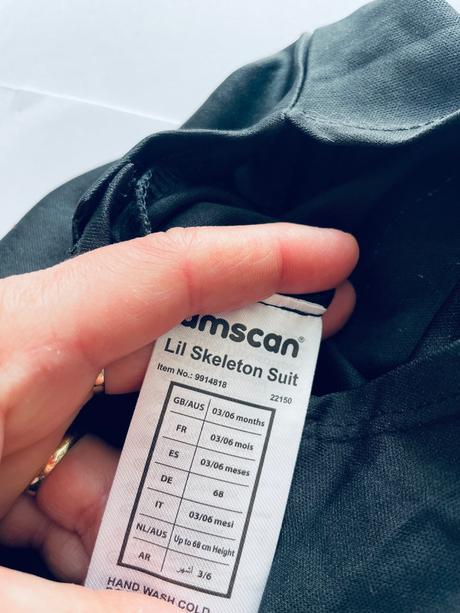 amscan®
Lil Skeleton Suit
Item No.: 9914818 22150
GB/AUS 03/06 months
FR 03/06 mois
ES 03/06 meses
DE 68
IT 03/06 mesi
NL/AUS Up to 68 cm Height
AR 3/6 أشهر
HAND WASH COLD